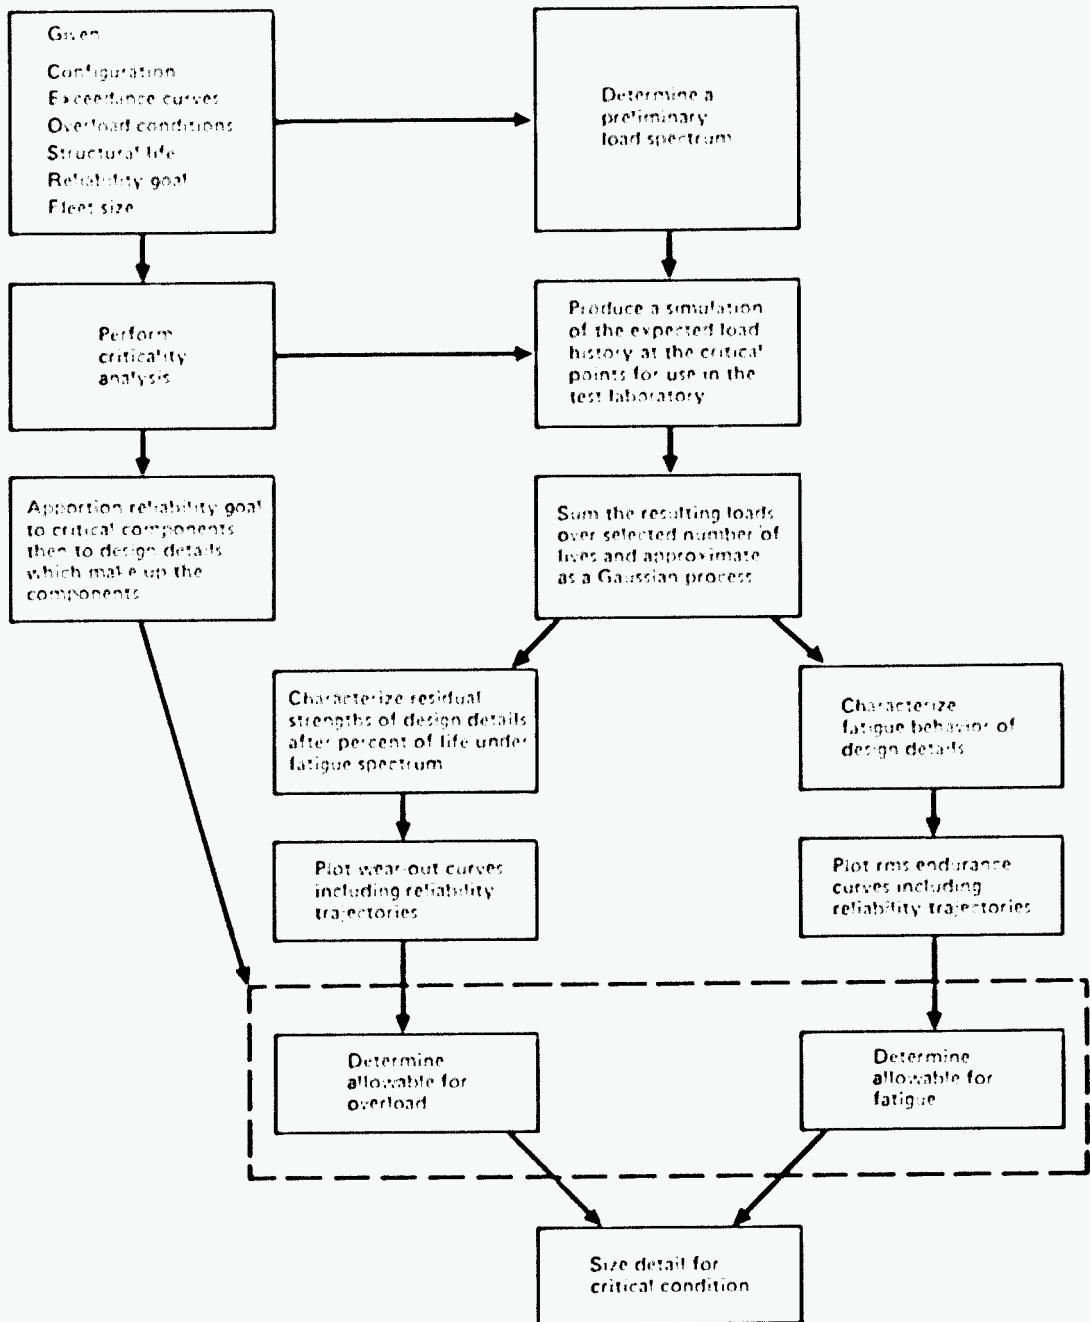 Given
Configuration
Exceedance curves
Overload conditions
Structural life
Reliability goal
Fleet size
Determine a
preliminary
load spectrum
Perform
criticality
analysis
Produce a simulation
of the expected load
history at the critical
points for use in the
test laboratory
Apportion reliability goal
to critical components
then to design details
which make up the
components
Sum the resulting loads
over selected number of
lives and approximate
as a Gaussian process
Characterize residual
strengths of design details
after percent of life under
fatigue spectrum
Characterize
fatigue behavior of
design details
Plot wear-out curves
including reliability
trajectories
Plot rms endurance
curves including
reliability trajectories
Determine
allowable for
overload
Determine
allowable for
fatigue
Size detail for
critical condition